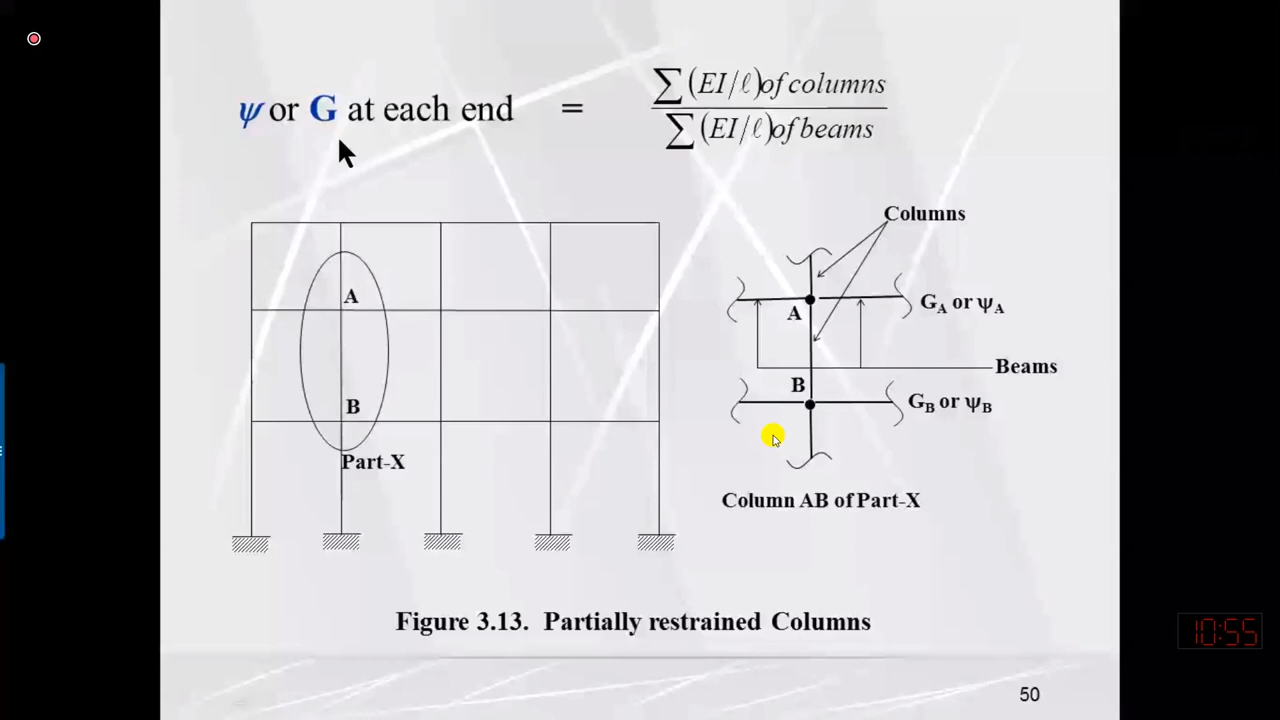 ψ or G at each end = ∑(EI/ℓ)of columns
∑(EI/ℓ)of beams
Columns
A
A
G_A or ψ_A
Beams
B
B
G_B or ψ_B
Part-X
Column AB of Part-X
Figure 3.13. Partially restrained Columns
10:55
50